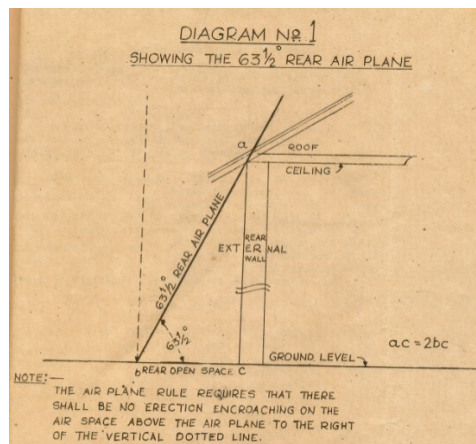 DIAGRAM No 1
SHOWING THE 63½° REAR AIR PLANE
a
ROOF
CEILING
63½ REAR AIR PLANE
REAR
EXTERNAL
WALL
63½°
ac = 2bc
b REAR OPEN SPACE C
GROUND LEVEL
NOTE:—
THE AIR PLANE RULE REQUIRES THAT THERE
SHALL BE NO ERECTION ENCROACHING ON THE
AIR SPACE ABOVE THE AIR PLANE TO THE RIGHT
OF THE VERTICAL DOTTED LINE.